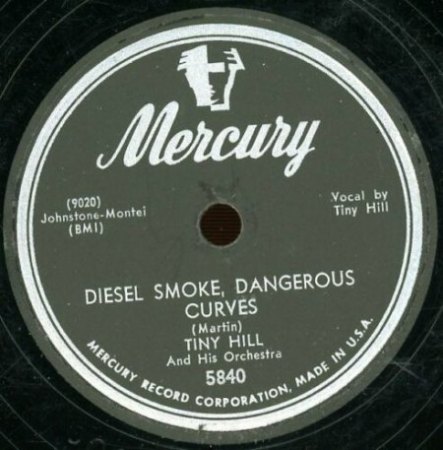 Mercury
(9020)
Johnstone-Montei
(BMI)
Vocal by
Tiny Hill
DIESEL SMOKE, DANGEROUS
CURVES
(Martin)
TINY HILL
And His Orchestra
5840
MERCURY RECORD CORPORATION, MADE IN U.S.A.